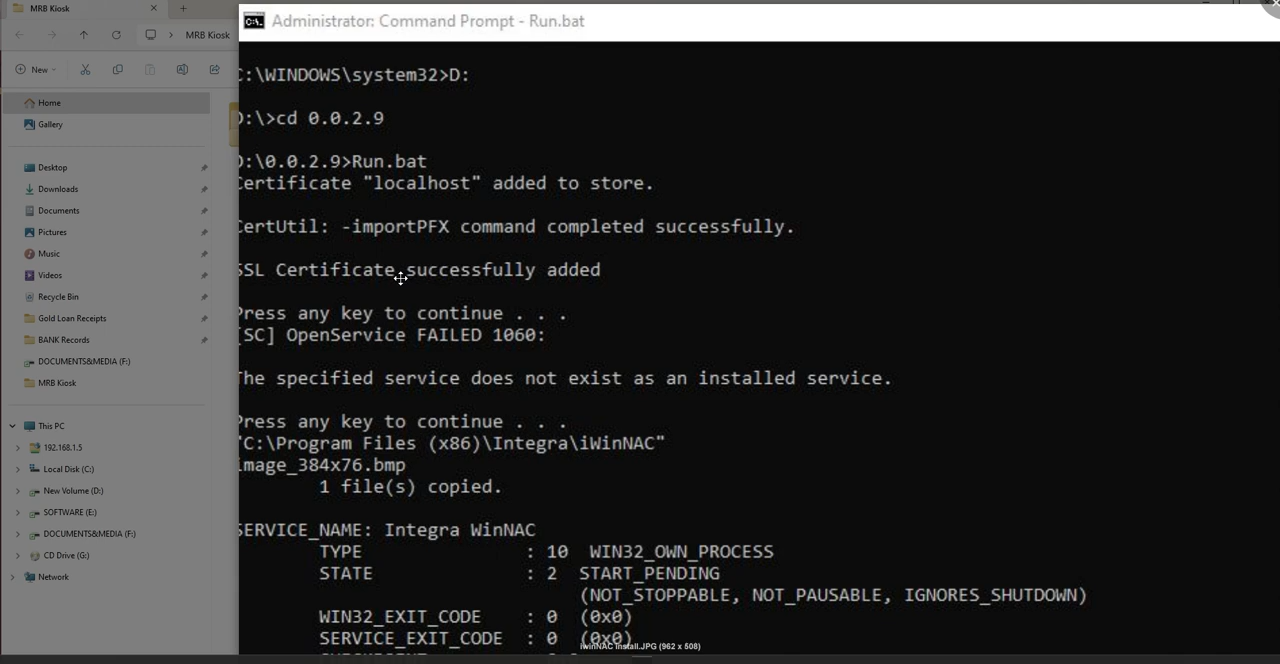 MRB Kiosk
Administrator: Command Prompt - Run.bat
MRB Kiosk
New
Home
Gallery
Desktop
Downloads
Documents
Pictures
Music
Videos
Recycle Bin
Gold Loan Receipts
BANK Records
DOCUMENTS&MEDIA (F:)
MRB Kiosk
This PC
192.168.1.5
Local Disk (C:)
New Volume (D:)
SOFTWARE (E:)
DOCUMENTS&MEDIA (F:)
CD Drive (G:)
Network
C:\WINDOWS\system32>D:
D:\>cd 0.0.2.9
D:\0.0.2.9>Run.bat
Certificate "localhost" added to store.
CertUtil: -importPFX command completed successfully.
SSL Certificate successfully added
Press any key to continue . . .
[SC] OpenService FAILED 1060:
The specified service does not exist as an installed service.
Press any key to continue . . .
"C:\Program Files (x86)\Integra\iWinNAC"
image_384x76.bmp
1 file(s) copied.
SERVICE_NAME: Integra WinNAC
TYPE : 10 WIN32_OWN_PROCESS
STATE : 2 START_PENDING
(NOT_STOPPABLE, NOT_PAUSABLE, IGNORES_SHUTDOWN)
WIN32_EXIT_CODE : 0 (0x0)
SERVICE_EXIT_CODE : 0 (0x0)
iwinNAC install.JPG (962 x 508)